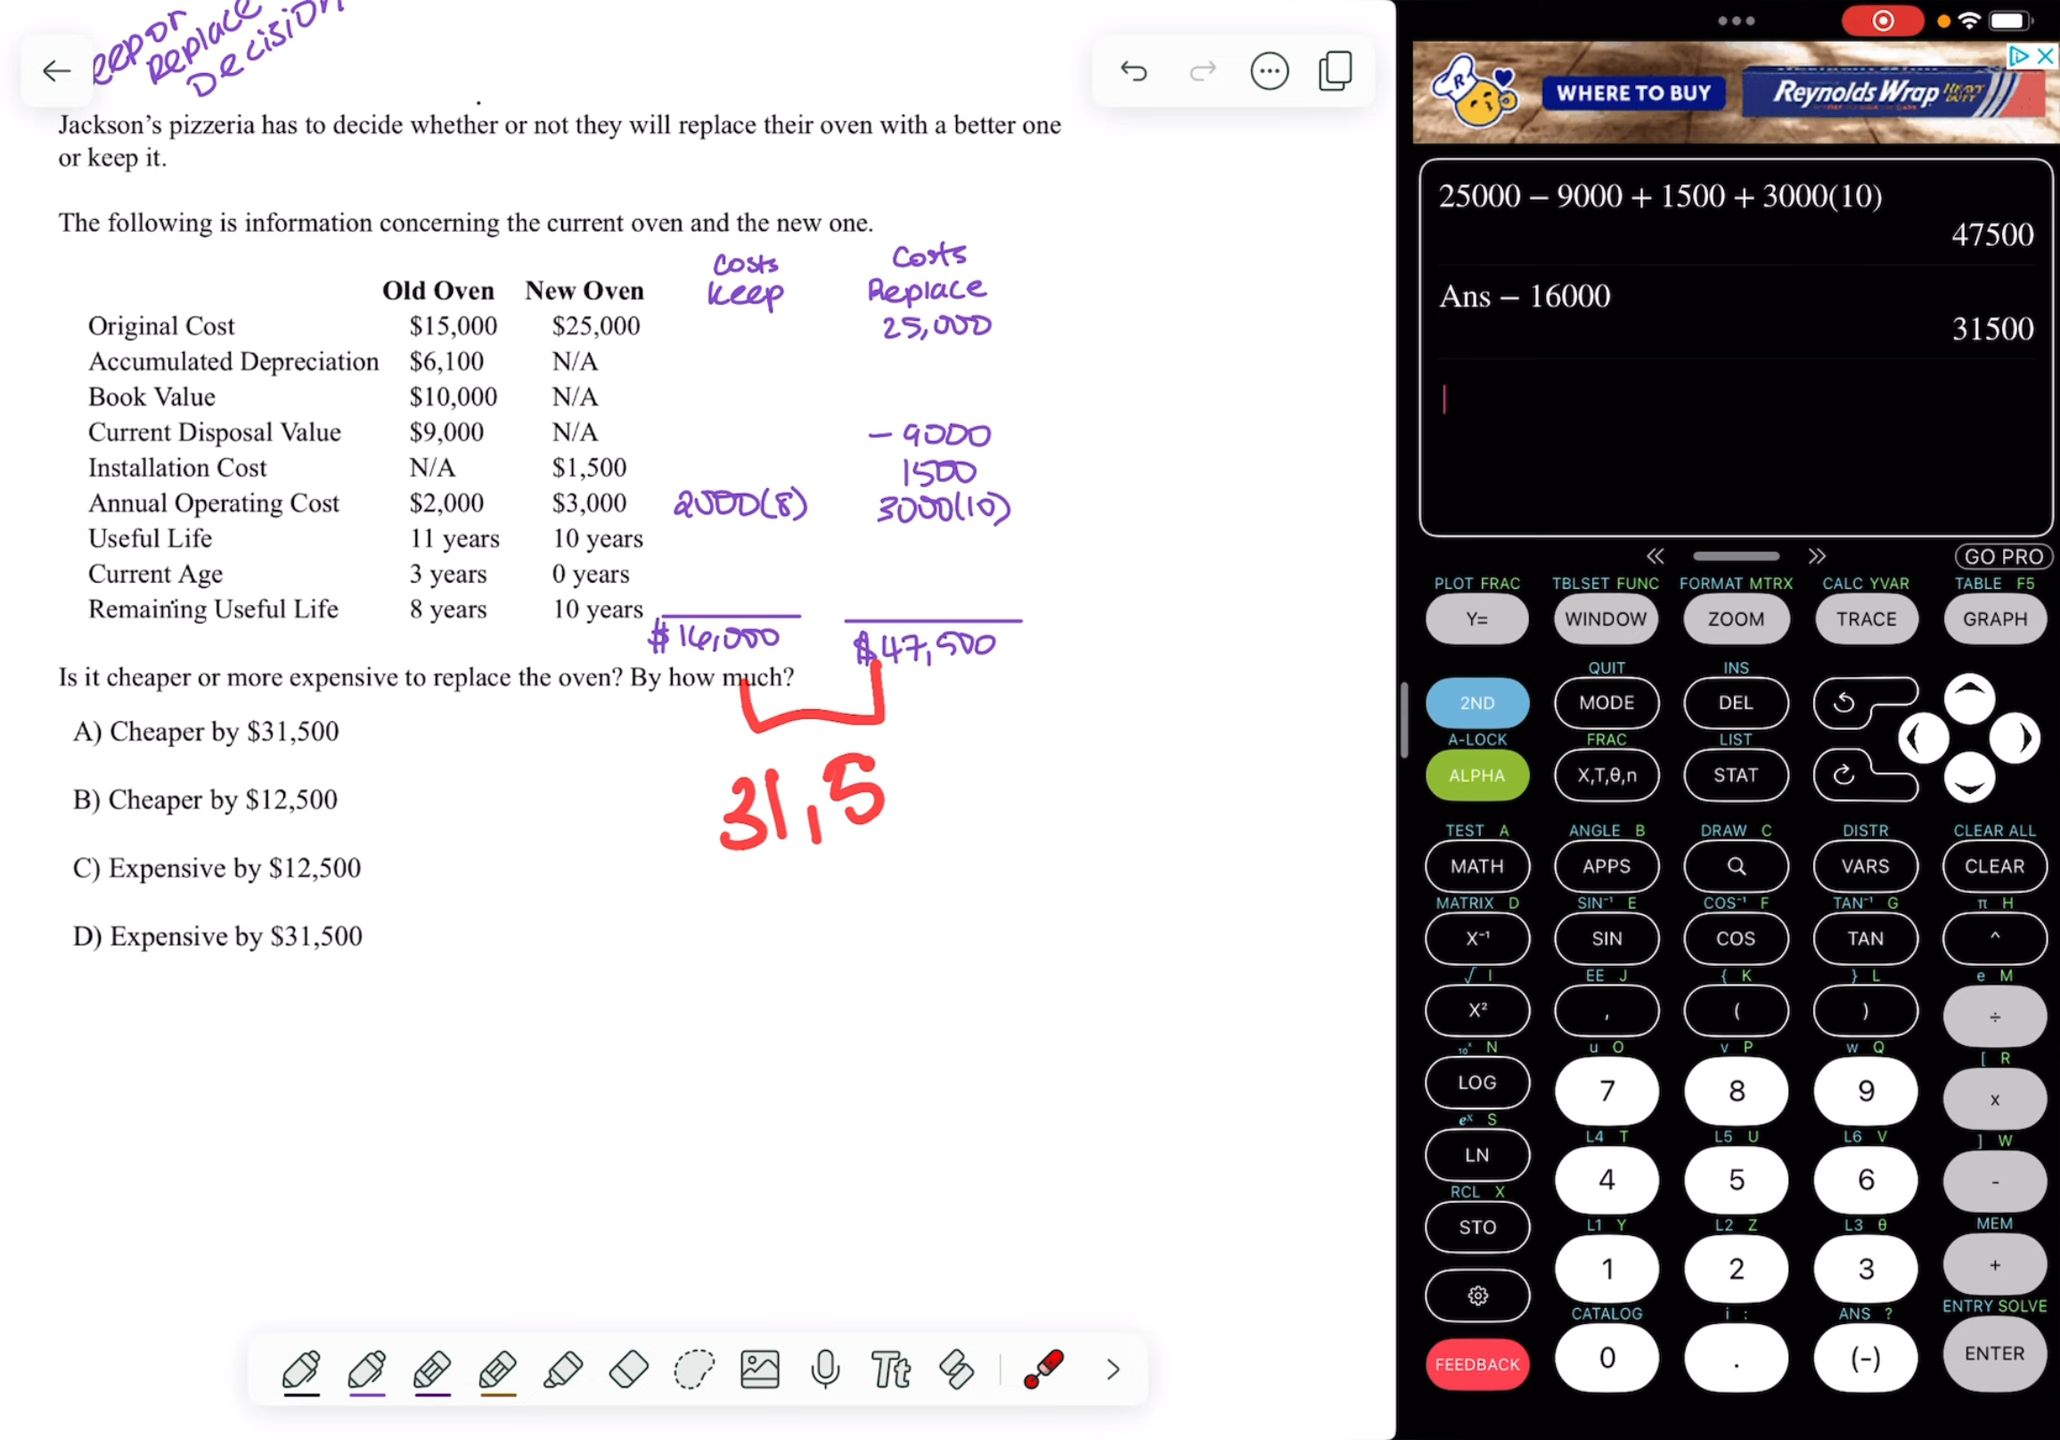 keep or
Replace
Decision
Jackson's pizzeria has to decide whether or not they will replace their oven with a better one
or keep it.
The following is information concerning the current oven and the new one.
Costs Keep
Costs Replace
Old Oven New Oven
Original Cost $15,000 $25,000 25,000
Accumulated Depreciation $6,100 N/A
Book Value $10,000 N/A
Current Disposal Value $9,000 N/A - 9000
Installation Cost N/A $1,500 1500
Annual Operating Cost $2,000 $3,000 2000(8) 3000(10)
Useful Life 11 years 10 years
Current Age 3 years 0 years
Remaining Useful Life 8 years 10 years
$16,000 $47,500
Is it cheaper or more expensive to replace the oven? By how much?
A) Cheaper by $31,500
B) Cheaper by $12,500
C) Expensive by $12,500
D) Expensive by $31,500
31,5
Tt
WHERE TO BUY
Reynolds Wrap HEAVY DUTY
25000 – 9000 + 1500 + 3000(10)
47500
Ans – 16000
31500
GO PRO
PLOT FRAC TBLSET FUNC FORMAT MTRX CALC YVAR TABLE F5
Y= WINDOW ZOOM TRACE GRAPH
QUIT INS
2ND MODE DEL
A-LOCK FRAC LIST
ALPHA X,T,θ,n STAT
TEST A ANGLE B DRAW C DISTR CLEAR ALL
MATH APPS VARS CLEAR
MATRIX D SIN⁻¹ E COS⁻¹ F TAN⁻¹ G π H
X⁻¹ SIN COS TAN ^
√ I EE J { K } L e M
X² , ( ) ÷
10ˣ N u O v P w Q [ R
LOG 7 8 9 x
eˣ S L4 T L5 U L6 V ] W
LN 4 5 6 -
RCL X L1 Y L2 Z L3 θ MEM
STO 1 2 3 +
CATALOG i : ANS ? ENTRY SOLVE
FEEDBACK 0 . (-) ENTER